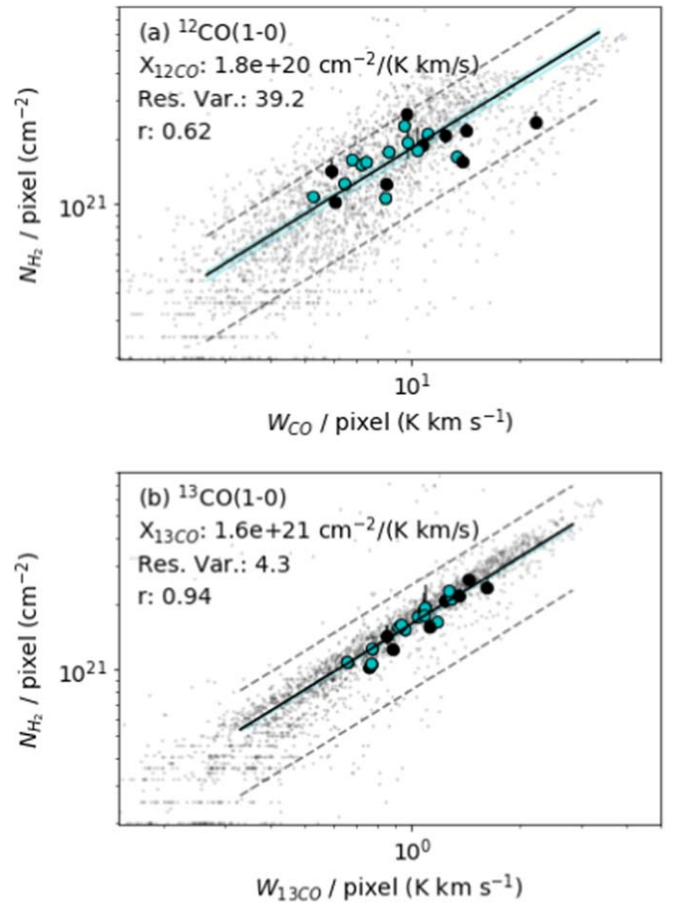 (a) ¹²CO(1-0)
X₁₂CO: 1.8e+20 cm⁻²/(K km/s)
Res. Var.: 39.2
r: 0.62
N_H₂ / pixel (cm⁻²)
10²¹
10¹
W_CO / pixel (K km s⁻¹)
(b) ¹³CO(1-0)
X₁₃CO: 1.6e+21 cm⁻²/(K km/s)
Res. Var.: 4.3
r: 0.94
N_H₂ / pixel (cm⁻²)
10²¹
10⁰
W₁₃CO / pixel (K km s⁻¹)